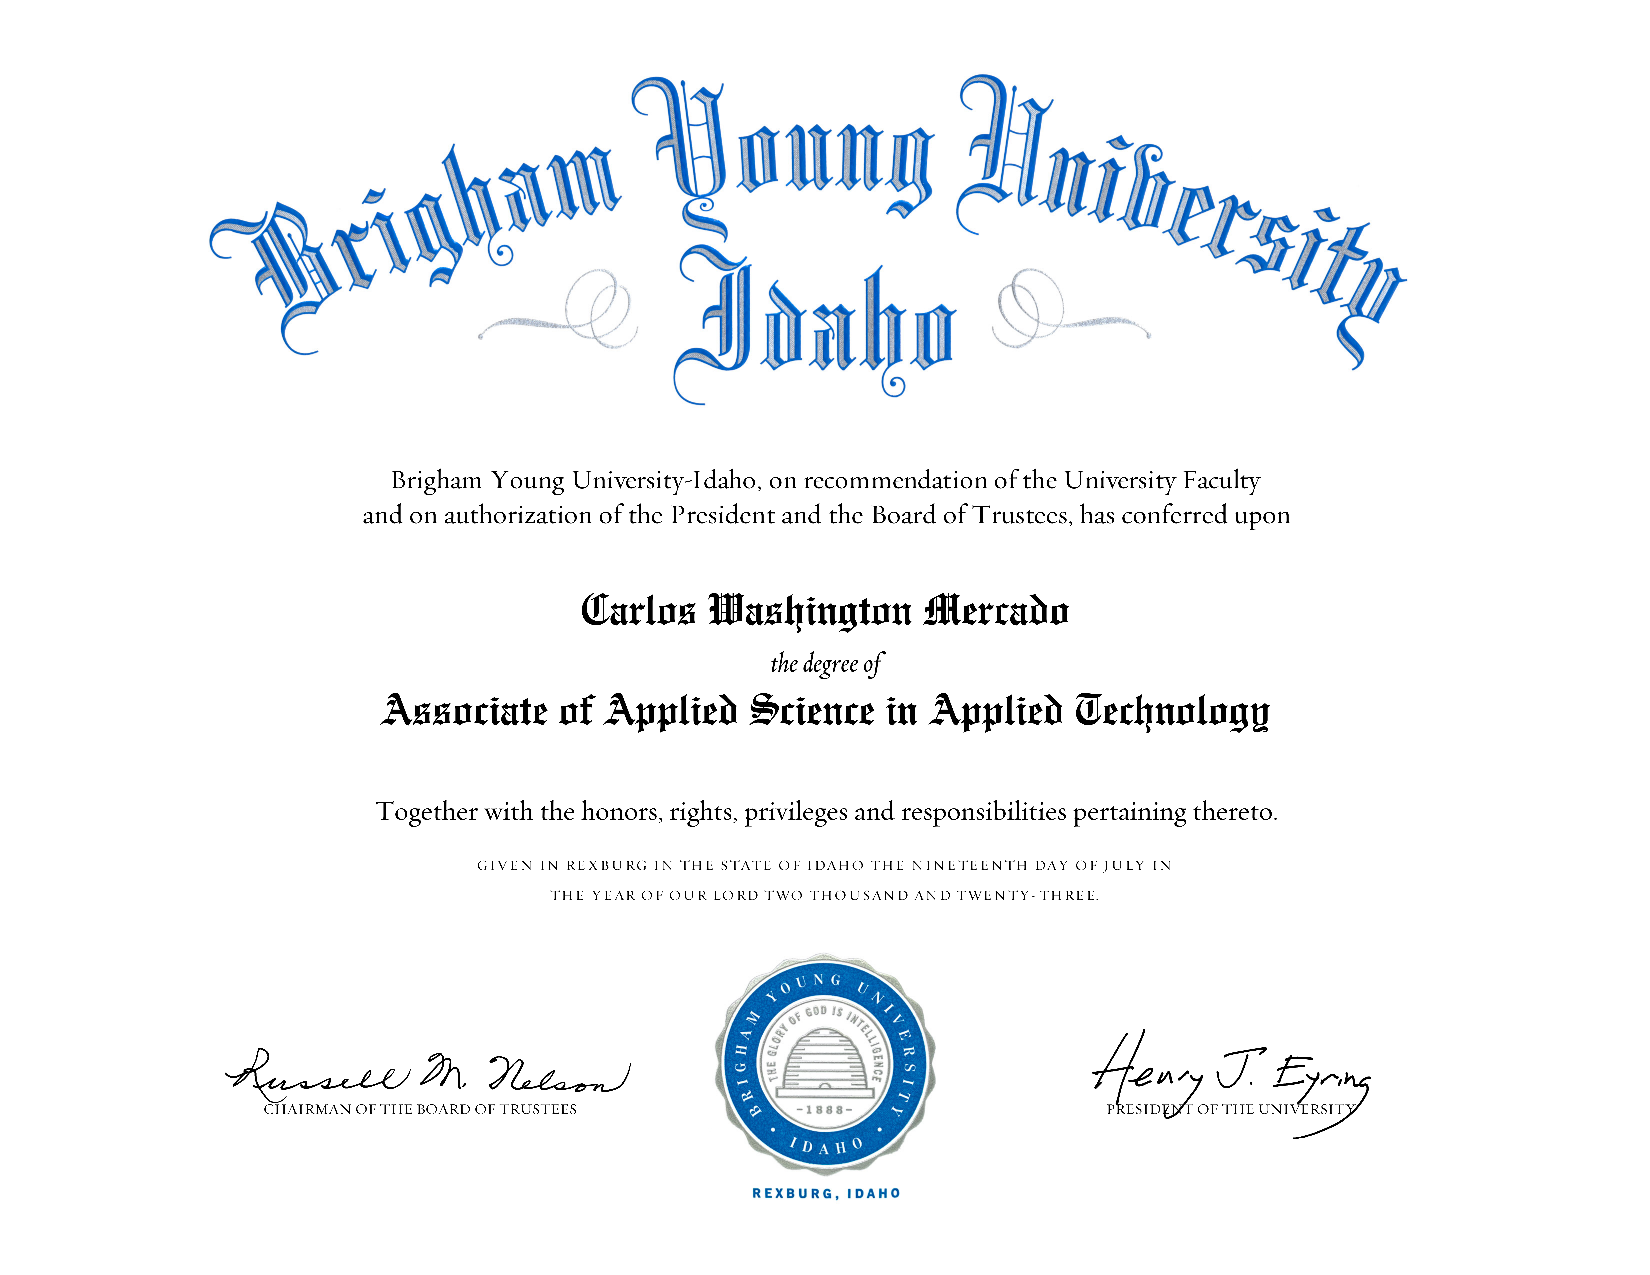 Brigham Young University
Idaho
Brigham Young University-Idaho, on recommendation of the University Faculty
and on authorization of the President and the Board of Trustees, has conferred upon
Carlos Washington Mercado
the degree of
Associate of Applied Science in Applied Technology
Together with the honors, rights, privileges and responsibilities pertaining thereto.
GIVEN IN REXBURG IN THE STATE OF IDAHO THE NINETEENTH DAY OF JULY IN
THE YEAR OF OUR LORD TWO THOUSAND AND TWENTY-THREE.
Russell M. Nelson
CHAIRMAN OF THE BOARD OF TRUSTEES
BRIGHAM YOUNG UNIVERSITY
THE GLORY OF GOD IS INTELLIGENCE
-1888-
• IDAHO •
REXBURG, IDAHO
Henry J. Eyring
PRESIDENT OF THE UNIVERSITY